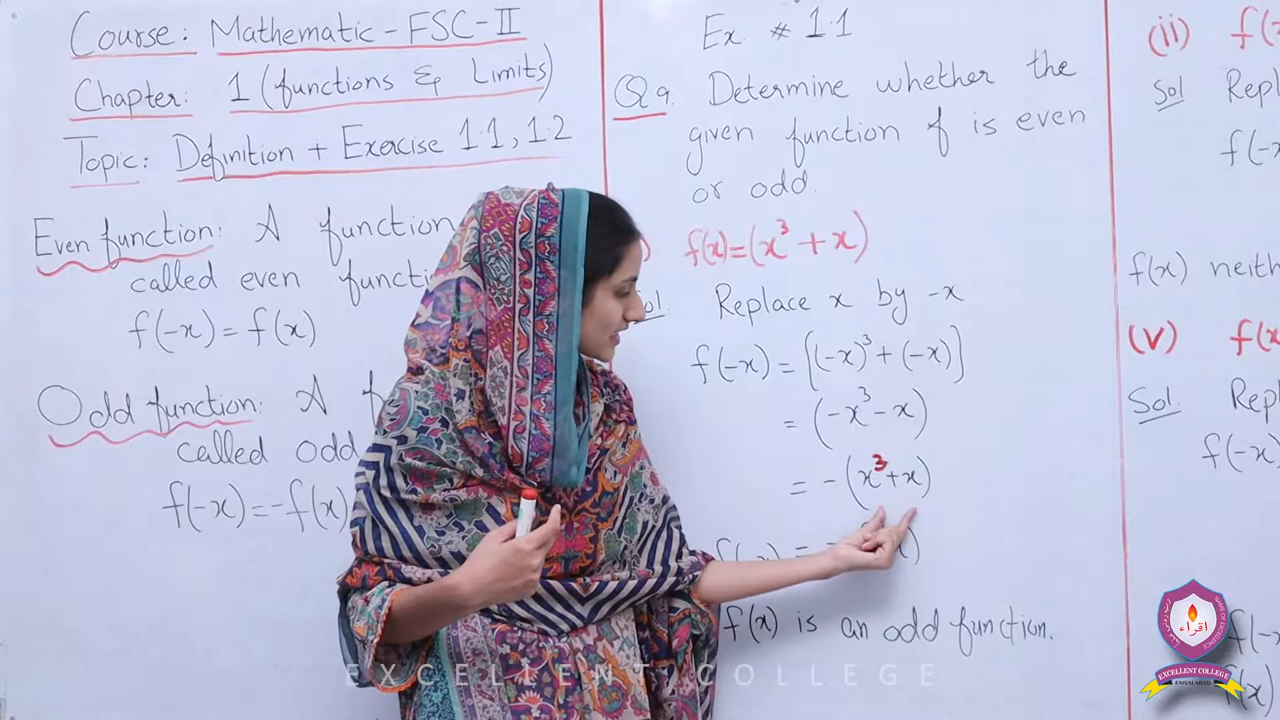 Course: Mathematic - FSC-II
Chapter: 1 (functions & Limits)
Topic: Definition + Exercise 1.1, 1.2
Even function: A function
called even functi
f(-x) = f(x)
Odd function: A f
called odd
f(-x) = -f(x)
Ex # 1.1
Q9. Determine whether the
given function f is even
or odd.
) f(x)=(x³ + x)
Sol. Replace x by -x
f(-x) = [(-x)³ + (-x)]
= (-x³ - x)
= -(x³+x)
f(x) is an odd function.
(ii) f(
Sol Repl
f(-x
f(x) neith
(v) f(x
Sol. Rep
f(-x)
f(-x
f(x)
EXCELLENT COLLEGE
اقراء
EXCELLENT COLLEGE
FAISALABAD